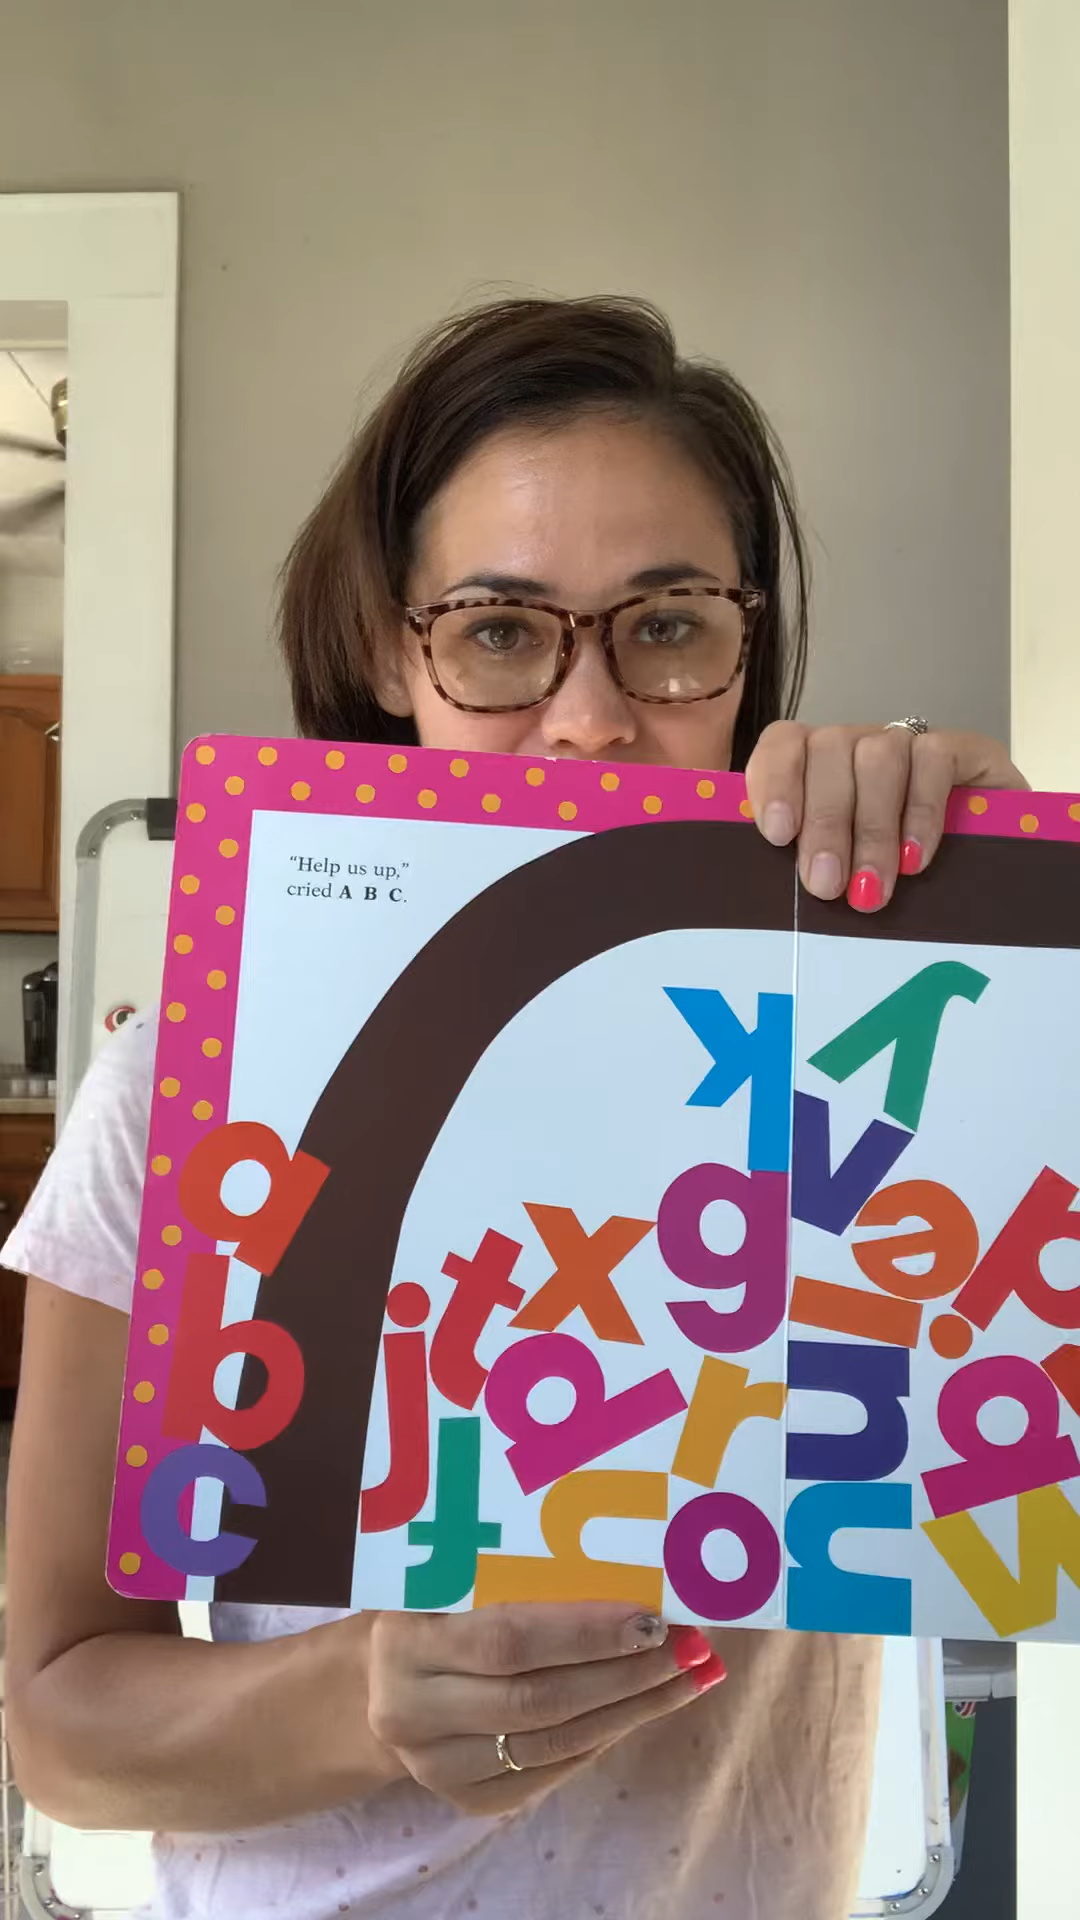 “Help us up,”
cried A B C.
k y
a v
g e p
b j t x l i
d r n d
c f h o u w